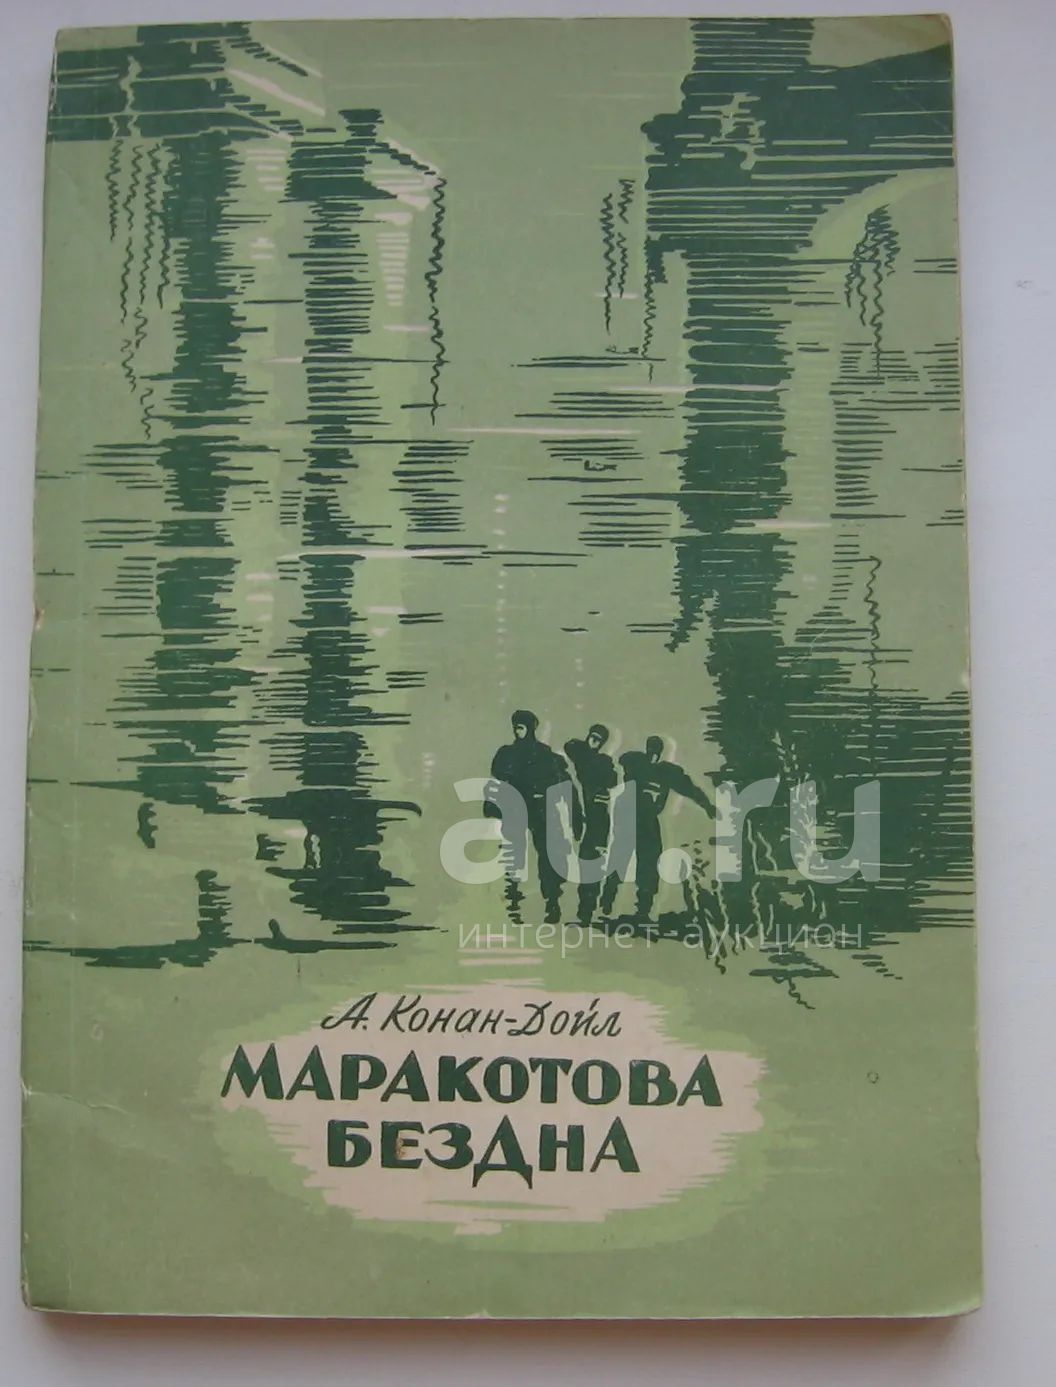 au.ru
интернет-аукцион
А. Конан-Дойл
МАРАКОТОВА
БЕЗДНА